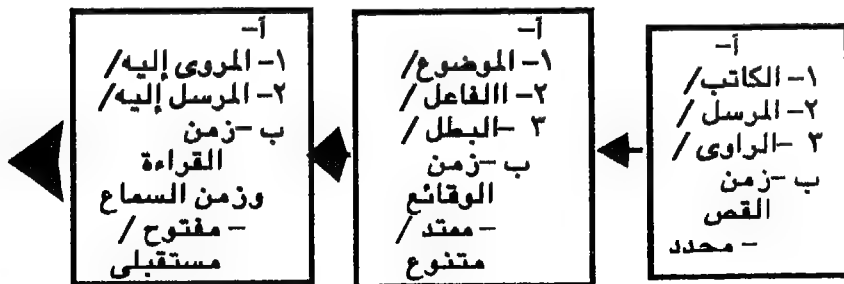 أ-
١- الكاتب/
٢- المرسل /
٣ -الراوى /
ب -زمن
القص
- محدد
أ-
١- الموضوع/
٢- االفاعل /
٣ -البطل /
ب -زمن
الوقائع
- ممتد /
متنوع
أ-
١- المروى إليه/
٢- المرسل إليه/
ب -زمن
القراءة
وزمن السماع
- مفتوح /
مستقبلى